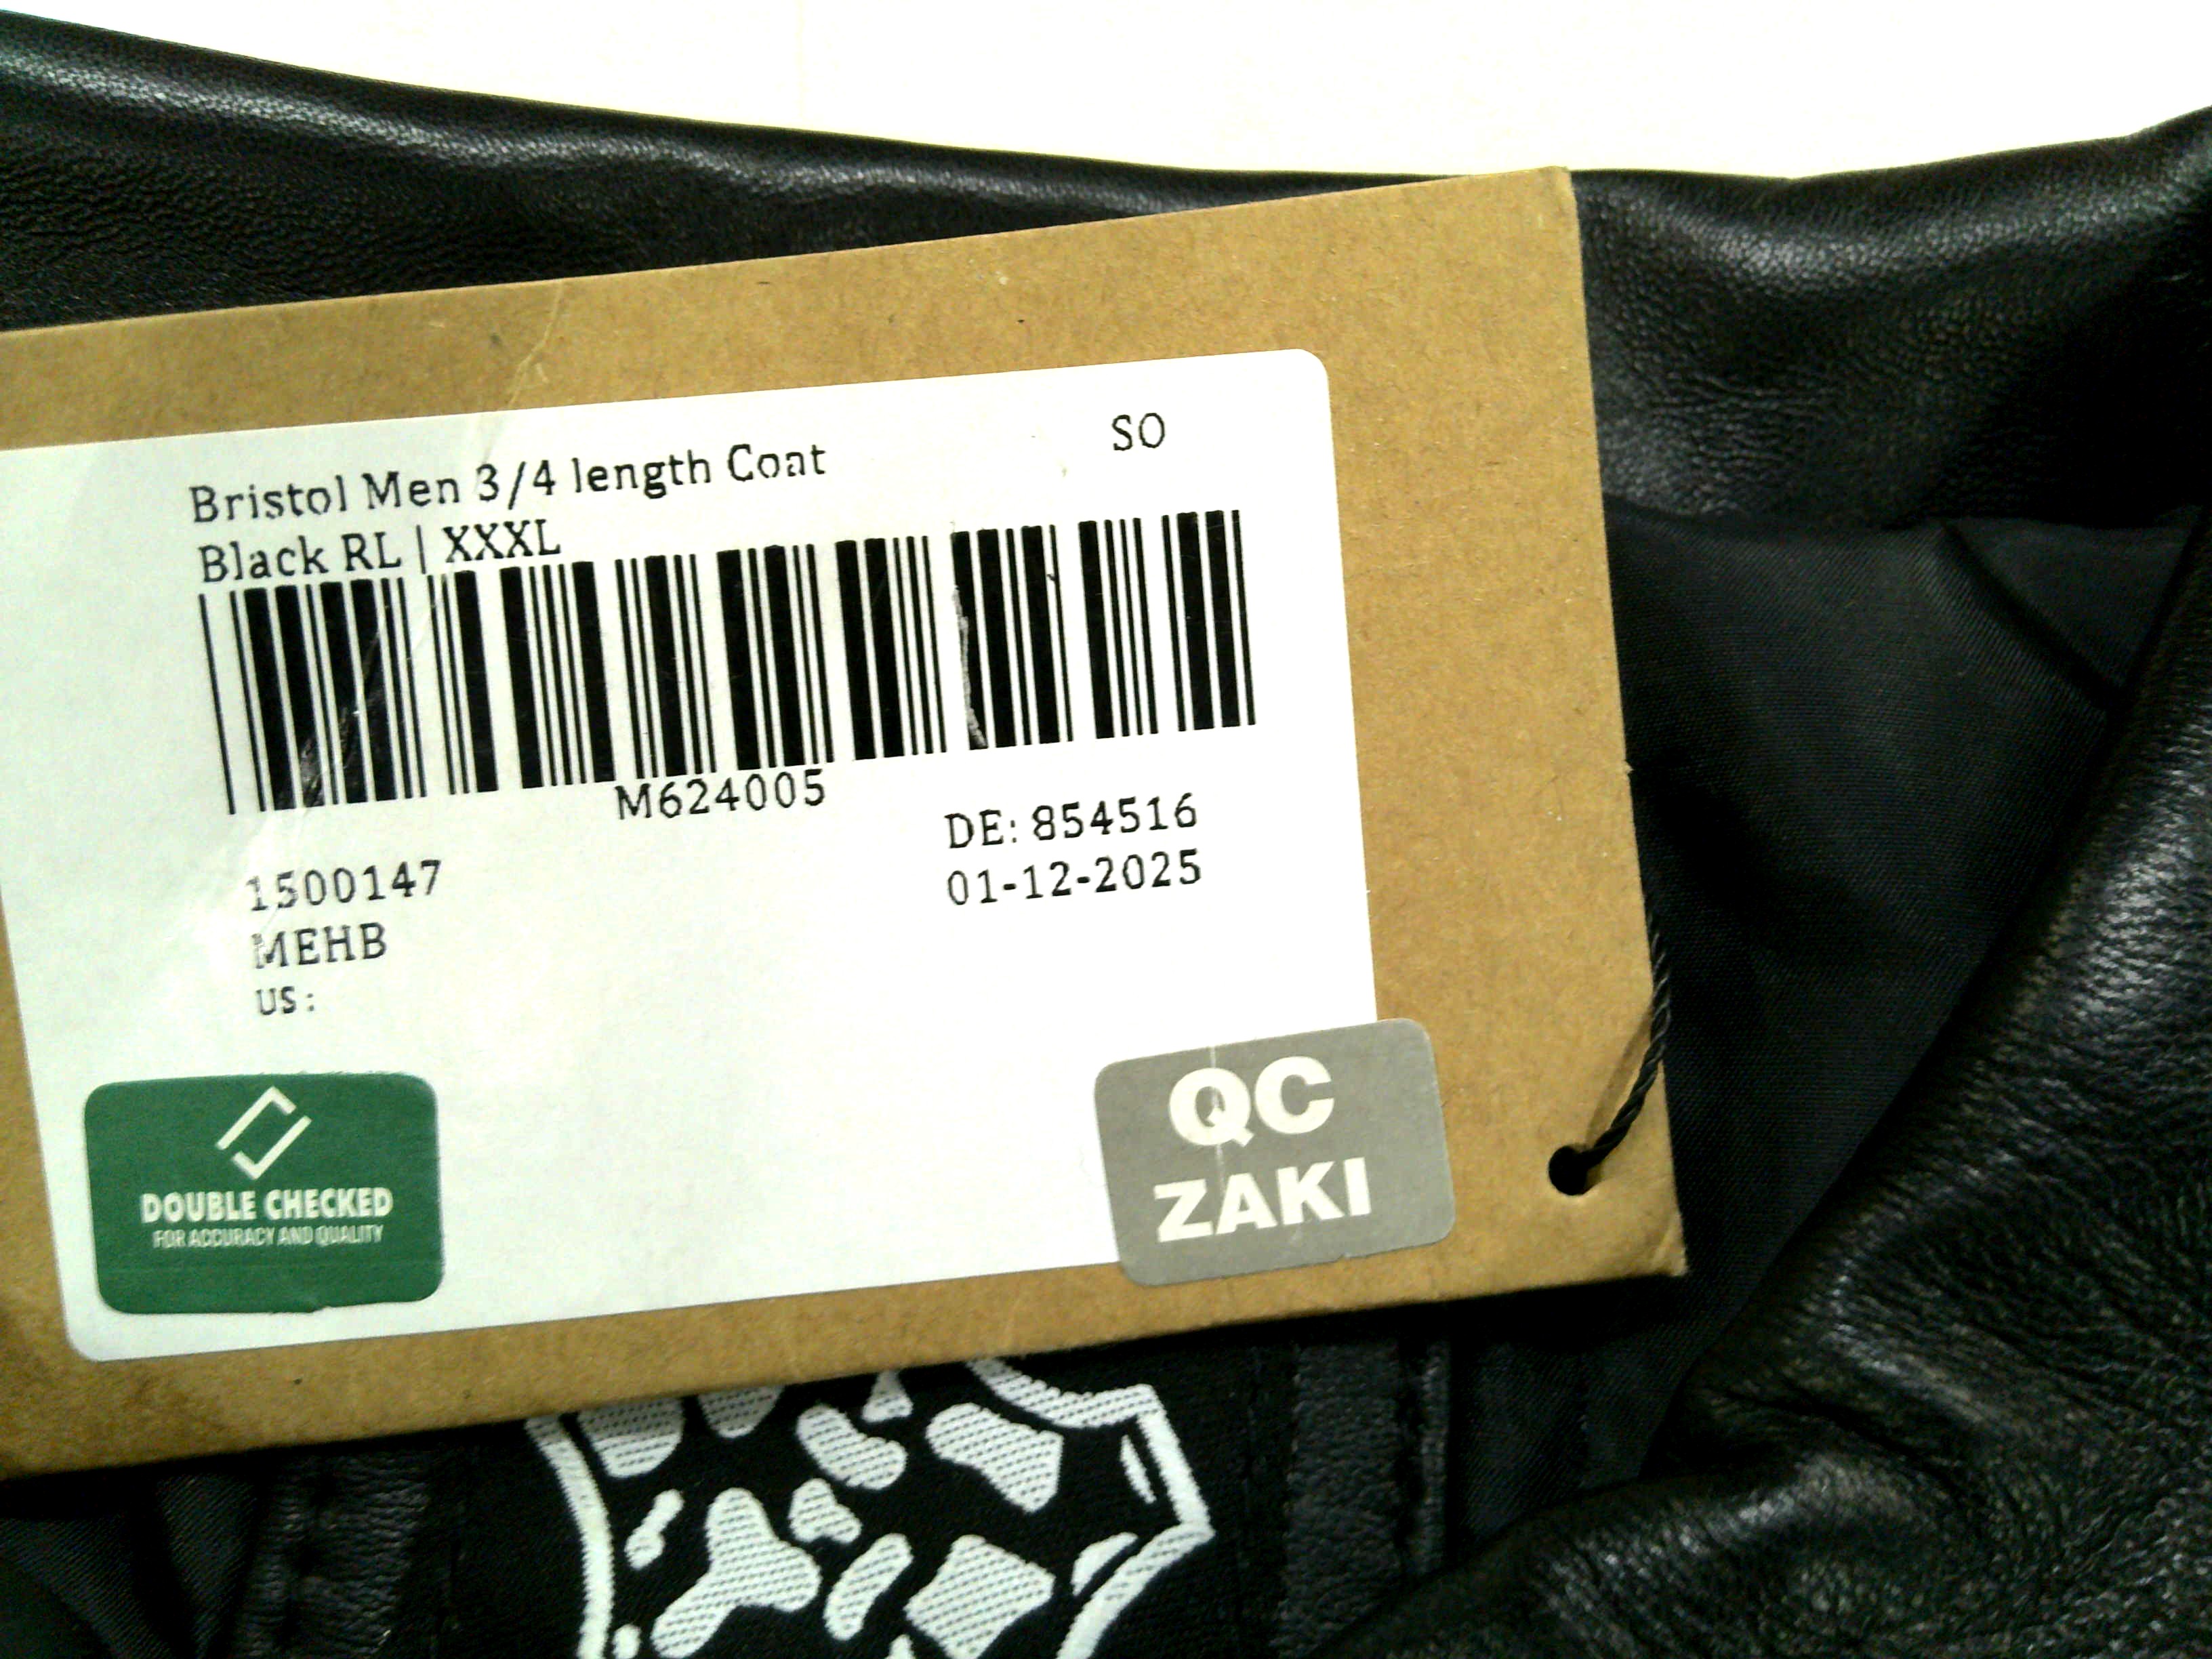 Bristol Men 3/4 length Coat SO
Black RL | XXXL
M624005
1500147 DE: 854516
MEHB 01-12-2025
US:
DOUBLE CHECKED
FOR ACCURACY AND QUALITY
QC
ZAKI